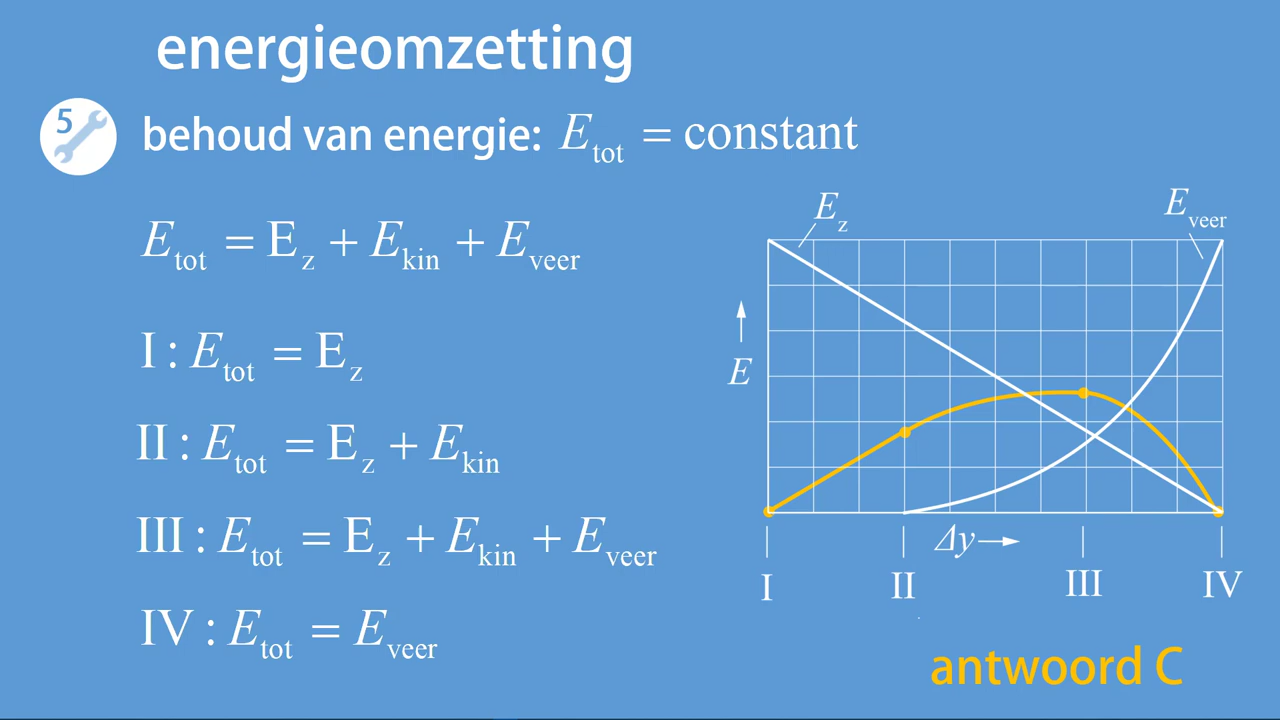 energieomzetting
5
behoud van energie: E_tot = constant
E_tot = E_z + E_kin + E_veer
I : E_tot = E_z
II : E_tot = E_z + E_kin
III : E_tot = E_z + E_kin + E_veer
IV : E_tot = E_veer
E_z
E_veer
E
Δy
I II III IV
antwoord C